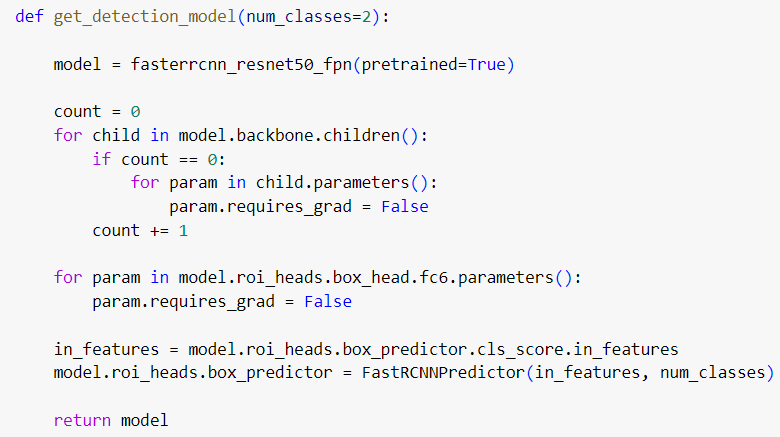 def get_detection_model(num_classes=2):
    model = fasterrcnn_resnet50_fpn(pretrained=True)
    count = 0
    for child in model.backbone.children():
        if count == 0:
            for param in child.parameters():
                param.requires_grad = False
        count += 1
    for param in model.roi_heads.box_head.fc6.parameters():
        param.requires_grad = False
    in_features = model.roi_heads.box_predictor.cls_score.in_features
    model.roi_heads.box_predictor = FastRCNNPredictor(in_features, num_classes)
    return model